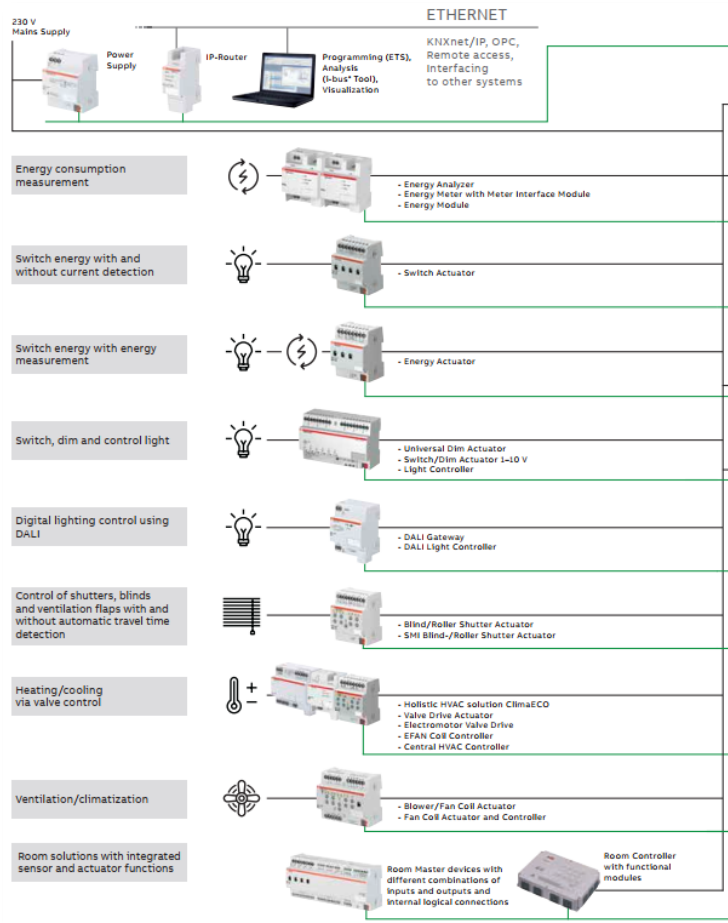 230 V
Mains Supply
Power
Supply
IP-Router
Programming (ETS),
Analysis
(i-bus® Tool),
Visualization
ETHERNET
KNXnet/IP, OPC,
Remote access,
Interfacing
to other systems
Energy consumption
measurement
- Energy Analyzer
- Energy Meter with Meter Interface Module
- Energy Module
Switch energy with and
without current detection
- Switch Actuator
Switch energy with energy
measurement
- Energy Actuator
Switch, dim and control light
- Universal Dim Actuator
- Switch/Dim Actuator 1–10 V
- Light Controller
Digital lighting control using
DALI
- DALI Gateway
- DALI Light Controller
Control of shutters, blinds
and ventilation flaps with and
without automatic travel time
detection
- Blind/Roller Shutter Actuator
- SMI Blind-/Roller Shutter Actuator
Heating/cooling
via valve control
- Holistic HVAC solution ClimaECO
- Valve Drive Actuator
- Electromotor Valve Drive
- EFAN Coil Controller
- Central HVAC Controller
Ventilation/climatization
- Blower/Fan Coil Actuator
- Fan Coil Actuator and Controller
Room solutions with integrated
sensor and actuator functions
Room Master devices with
different combinations of
inputs and outputs and
internal logical connections
Room Controller
with functional
modules